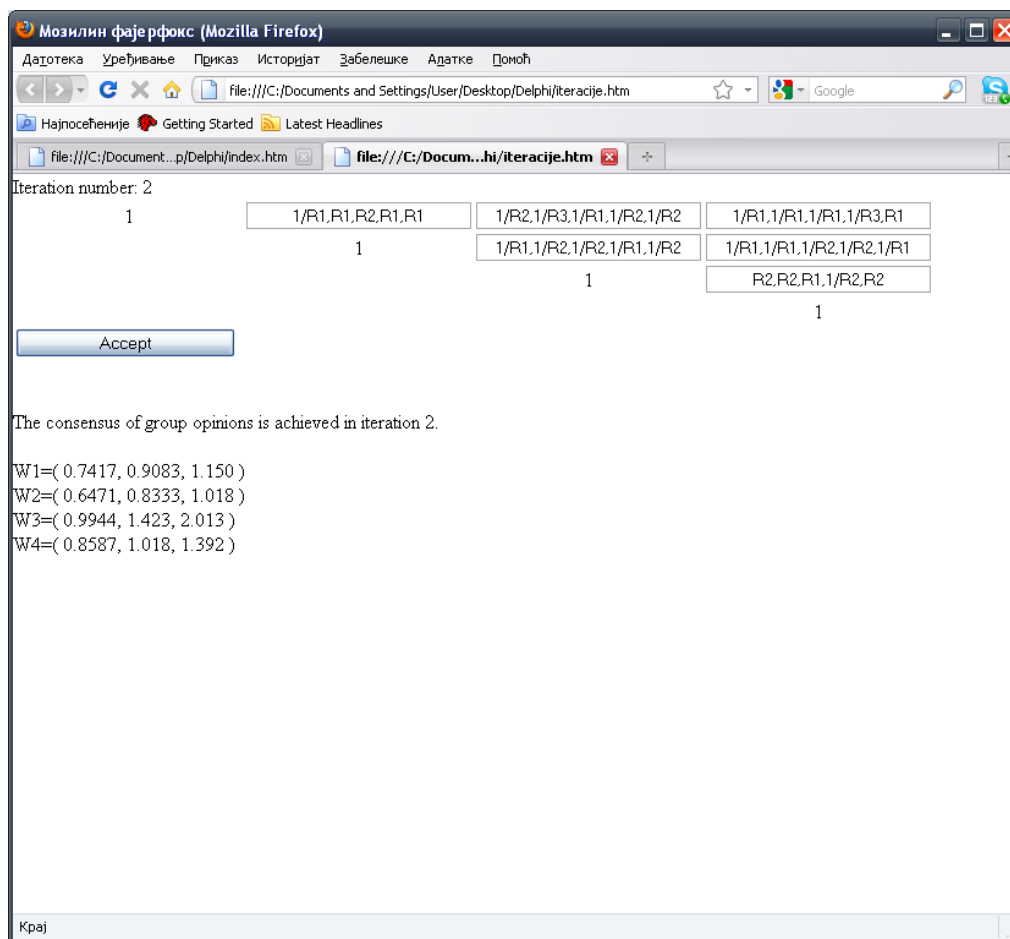 Мозилин фајерфокс (Mozilla Firefox)
Датотека Уређивање Приказ Историјат Забелешке Алатке Помоћ
file:///C:/Documents and Settings/User/Desktop/Delphi/iteracije.htm Google
Најпосећеније Getting Started Latest Headlines
file:///C:/Document...p/Delphi/index.htm file:///C:/Docum...hi/iteracije.htm
Iteration number: 2
1 1/R1,R1,R2,R1,R1 1/R2,1/R3,1/R1,1/R2,1/R2 1/R1,1/R1,1/R1,1/R3,R1
1 1/R1,1/R2,1/R2,1/R1,1/R2 1/R1,1/R1,1/R2,1/R2,1/R1
1 R2,R2,R1,1/R2,R2
1
Accept
The consensus of group opinions is achieved in iteration 2.
W1=( 0.7417, 0.9083, 1.150 )
W2=( 0.6471, 0.8333, 1.018 )
W3=( 0.9944, 1.423, 2.013 )
W4=( 0.8587, 1.018, 1.392 )
Крај